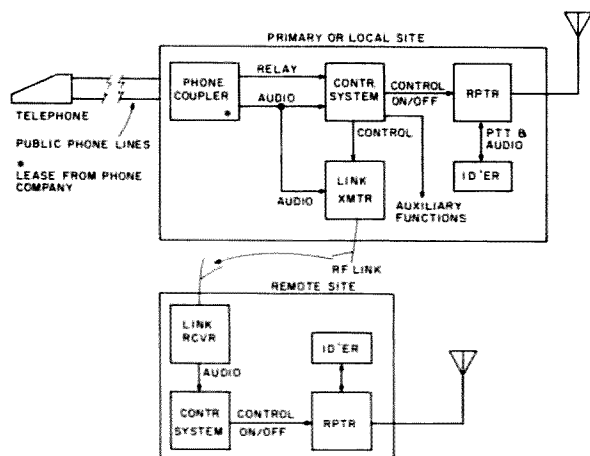 PRIMARY OR LOCAL SITE
TELEPHONE
PUBLIC PHONE LINES
*
LEASE FROM PHONE
COMPANY
PHONE
COUPLER
*
RELAY
AUDIO
CONTR.
SYSTEM
CONTROL
ON/OFF
RPTR
CONTROL
PTT &
AUDIO
ID'ER
LINK
XMTR
AUDIO
AUXILIARY
FUNCTIONS
RF LINK
REMOTE SITE
LINK
RCVR
AUDIO
CONTR
SYSTEM
CONTROL
ON/OFF
ID'ER
RPTR